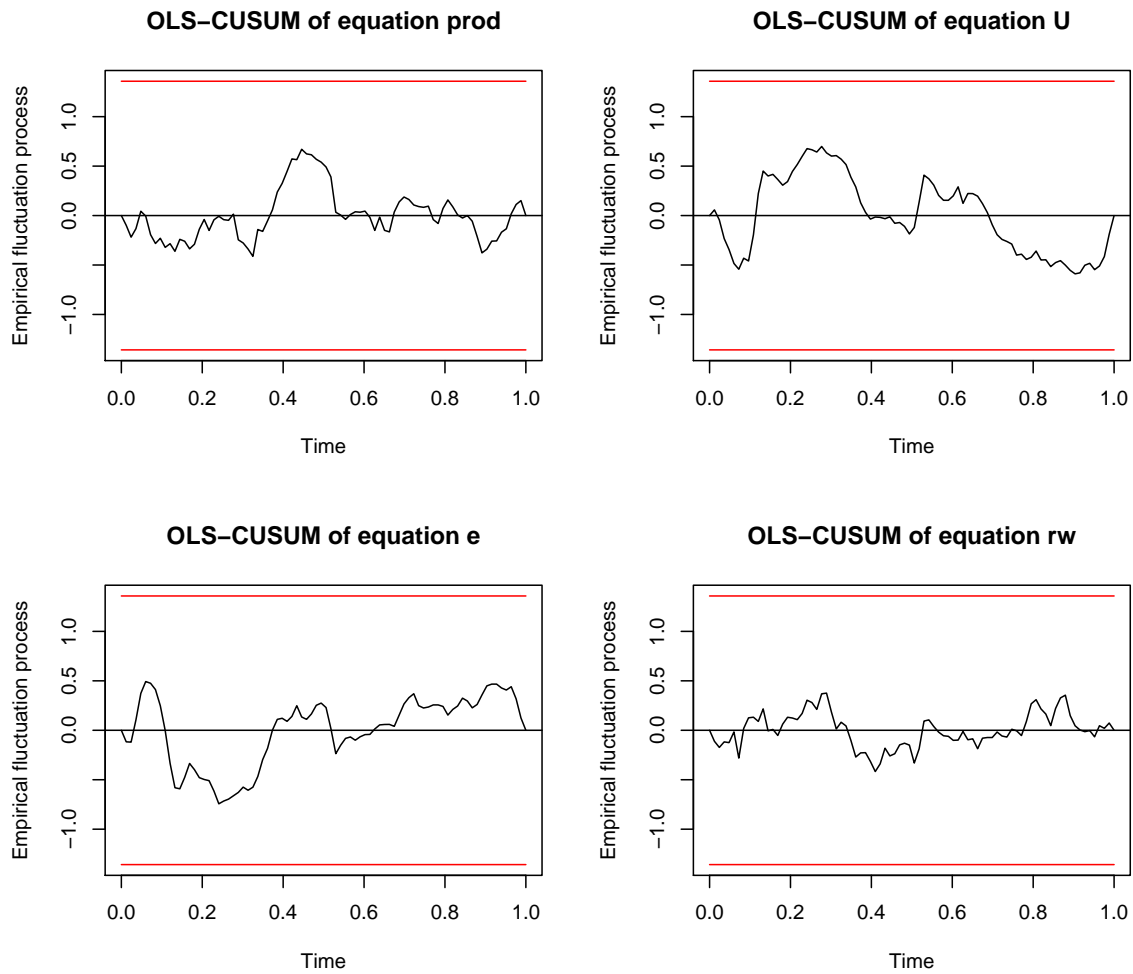 OLS−CUSUM of equation prod
Empirical fluctuation process
1.0
0.5
0.0
−1.0
0.0 0.2 0.4 0.6 0.8 1.0
Time
OLS−CUSUM of equation U
Empirical fluctuation process
1.0
0.5
0.0
−1.0
0.0 0.2 0.4 0.6 0.8 1.0
Time
OLS−CUSUM of equation e
Empirical fluctuation process
1.0
0.5
0.0
−1.0
0.0 0.2 0.4 0.6 0.8 1.0
Time
OLS−CUSUM of equation rw
Empirical fluctuation process
1.0
0.5
0.0
−1.0
0.0 0.2 0.4 0.6 0.8 1.0
Time